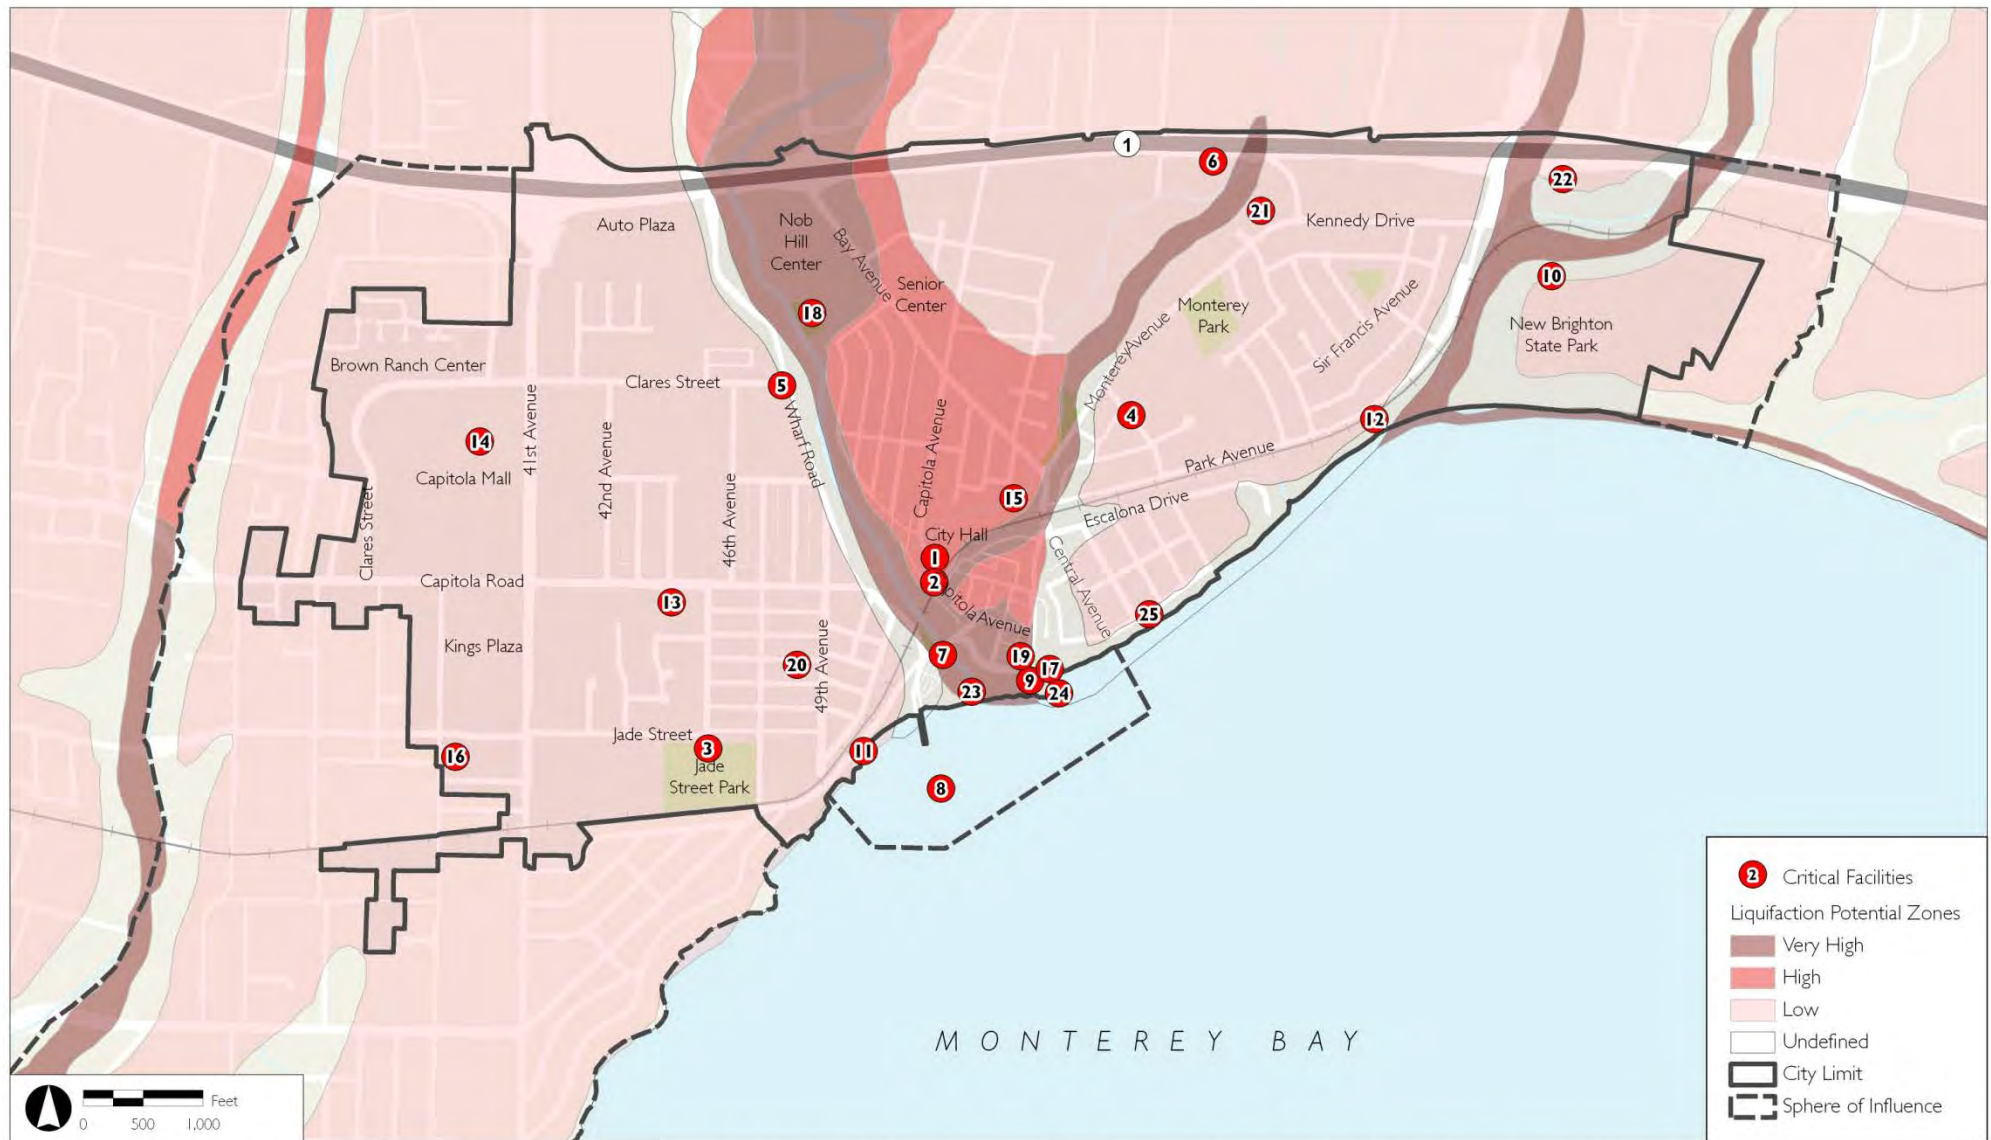 1
6
22
21
Auto Plaza
Nob
Hill
Center
Bay Avenue
Kennedy Drive
10
Senior
Center
18
Monterey
Park
New Brighton
State Park
Monterey Avenue
Sir Francis Avenue
Brown Ranch Center
Clares Street
5
41st Avenue
Wharf Road
4
12
14
Capitola Mall
42nd Avenue
46th Avenue
Capitola Avenue
Park Avenue
Clares Street
15
Escalona Drive
City Hall
1
2
Capitola Road
Central Avenue
pitola Avenue
13
25
Kings Plaza
49th Avenue
20
7
19
17
9
23
24
Jade Street
3
16
11
Jade
Street Park
8
MONTEREY BAY
2 Critical Facilities
Liquifaction Potential Zones
Very High
High
Low
Undefined
City Limit
Sphere of Influence
Feet
0 500 1,000